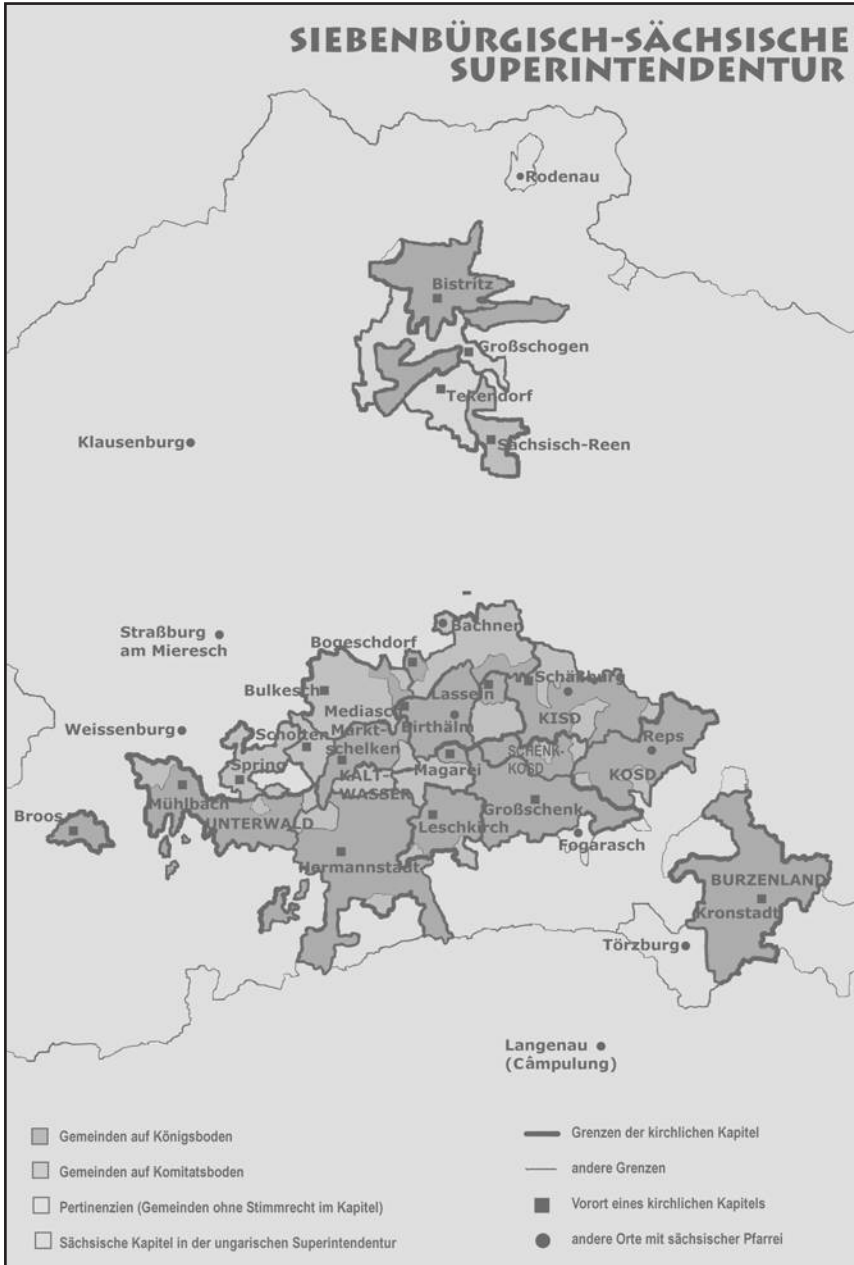 SIEBENBÜRGISCH-SÄCHSISCHE
SUPERINTENDENTUR
Rodenau
Bistritz
Großschogen
Tekendorf
Sächsisch-Reen
Klausenburg
Straßburg
am Mieresch
Bachnen
Bogeschdorf
Bulkesch
Lasseln
Schäßburg
Mediasch
KISD
Weissenburg
Birthälm
Scholten
Markt-
schelken
Reps
SCHENK-
KOSD
Spring
KALT-
WASSER
Magarei
KOSD
Mühlbach
Großschenk
Broos
UNTERWALD
Leschkirch
Fogarasch
Hermannstadt
BURZENLAND
Kronstadt
Törzburg
Langenau
(Câmpulung)
Gemeinden auf Königsboden
Gemeinden auf Komitatsboden
Pertinenzien (Gemeinden ohne Stimmrecht im Kapitel)
Sächsische Kapitel in der ungarischen Superintendentur
Grenzen der kirchlichen Kapitel
andere Grenzen
Vorort eines kirchlichen Kapitels
andere Orte mit sächsischer Pfarrei